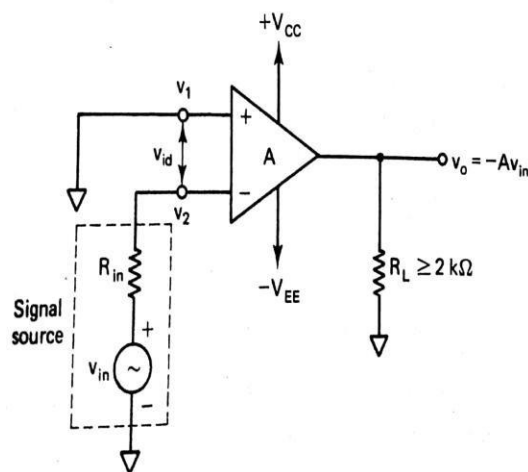 +V_CC
v_1
+
A
v_id
v_o = -Av_in
-
v_2
R_in
-V_EE
R_L ≥ 2 kΩ
Signal
source
+
v_in
~
-